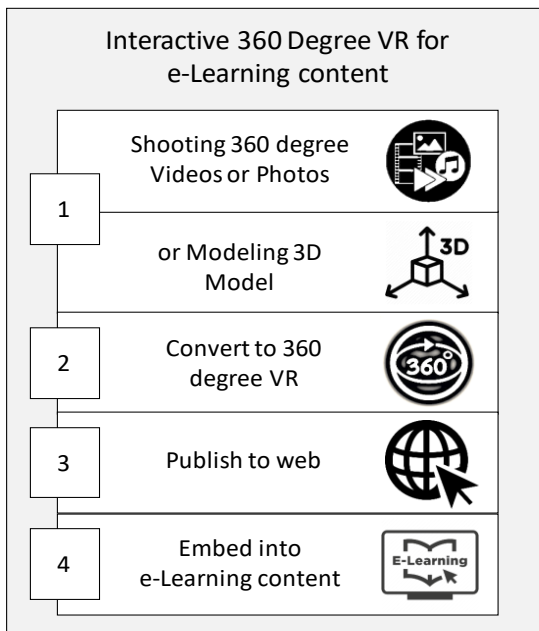 Interactive 360 Degree VR for
e-Learning content
1
Shooting 360 degree
Videos or Photos
or Modeling 3D
Model
3D
2
Convert to 360
degree VR
360°
3
Publish to web
4
Embed into
e-Learning content
E-Learning